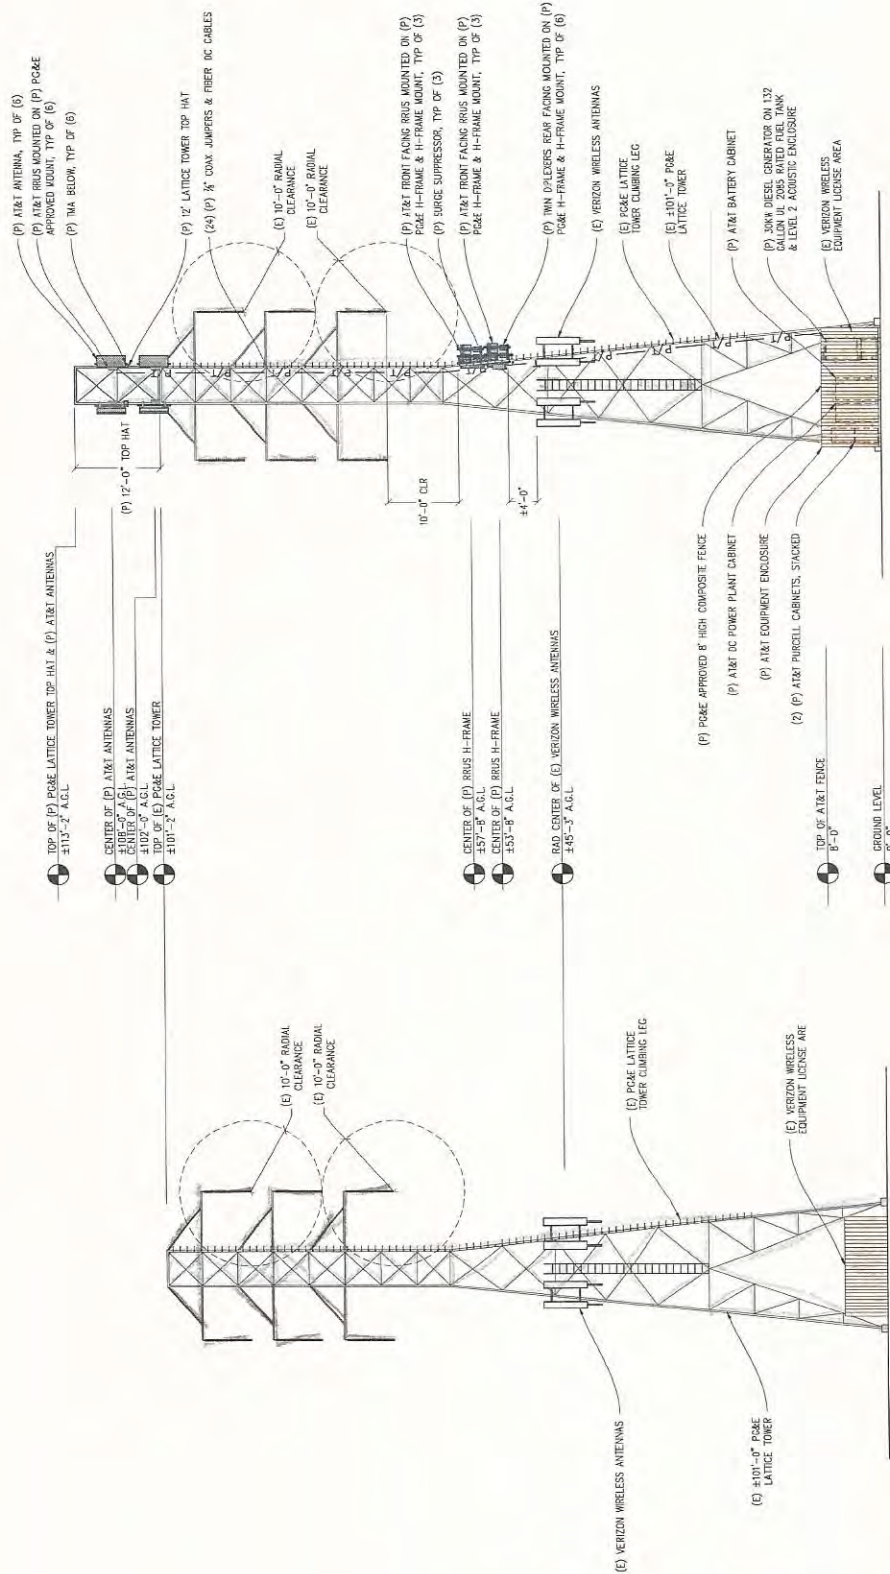 (P) AT&T ANTENNA, TYP OF (6)
(P) AT&T RRUS MOUNTED ON (P) PG&E
APPROVED MOUNT, TYP OF (6)
(P) TMA BELOW, TYP OF (6)
(P) 12' LATTICE TOWER TOP HAT
(24) (P) ⅞" COAX JUMPERS & FIBER DC CABLES
(E) 10'-0" RADIAL
CLEARANCE
(E) 10'-0" RADIAL
CLEARANCE
(P) AT&T FRONT FACING RRUS MOUNTED ON (P)
PG&E H-FRAME & H-FRAME MOUNT, TYP OF (3)
(P) SURGE SUPPRESSOR, TYP OF (3)
(P) AT&T FRONT FACING RRUS MOUNTED ON (P)
PG&E H-FRAME & H-FRAME MOUNT, TYP OF (3)
(P) TWIN DIPLEXERS REAR FACING MOUNTED ON (P)
PG&E H-FRAME & H-FRAME MOUNT, TYP OF (6)
(E) VERIZON WIRELESS ANTENNAS
(E) PG&E LATTICE
TOWER CLIMBING LEG
(E) ±101'-0" PG&E
LATTICE TOWER
(P) AT&T BATTERY CABINET
(P) 30KW DIESEL GENERATOR ON 132
GALLON UL 2085 RATED FUEL TANK
& LEVEL 2 ACOUSTIC ENCLOSURE
(E) VERIZON WIRELESS
EQUIPMENT LICENSE AREA
(P) 12'-0" TOP HAT
10'-0" CLR
±4'-0"
P/T
P/T
P/T
P/T
P/T
P/T
P/T
(P) PG&E APPROVED 8' HIGH COMPOSITE FENCE
(P) AT&T DC POWER PLANT CABINET
(P) AT&T EQUIPMENT ENCLOSURE
(2) (P) AT&T PURCELL CABINETS, STACKED
TOP OF (P) PG&E LATTICE TOWER TOP HAT & (P) AT&T ANTENNAS
±113'-2" A.G.L.
CENTER OF (P) AT&T ANTENNAS
±108'-0" A.G.L.
CENTER OF (P) AT&T ANTENNAS
±102'-0" A.G.L.
TOP OF (E) PG&E LATTICE TOWER
±101'-2" A.G.L.
CENTER OF (P) RRUS H-FRAME
±57'-8" A.G.L.
CENTER OF (P) RRUS H-FRAME
±53'-8" A.G.L.
RAD CENTER OF (E) VERIZON WIRELESS ANTENNAS
±45'-3" A.G.L.
TOP OF AT&T FENCE
8'-0"
GROUND LEVEL
(E) 10'-0" RADIAL
CLEARANCE
(E) 10'-0" RADIAL
CLEARANCE
(E) PG&E LATTICE
TOWER CLIMBING LEG
(E) VERIZON WIRELESS
EQUIPMENT LICENSE ARE
(E) VERIZON WIRELESS ANTENNAS
(E) ±101'-0" PG&E
LATTICE TOWER